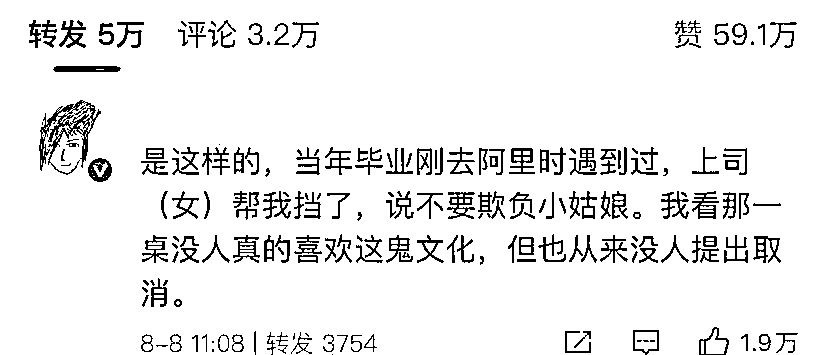 转发 5万 评论 3.2万 赞 59.1万
是这样的，当年毕业刚去阿里时遇到过，上司
（女）帮我挡了，说不要欺负小姑娘。我看那一
桌没人真的喜欢这鬼文化，但也从来没人提出取
消。
8-8 11:08 | 转发 3754 1.9万